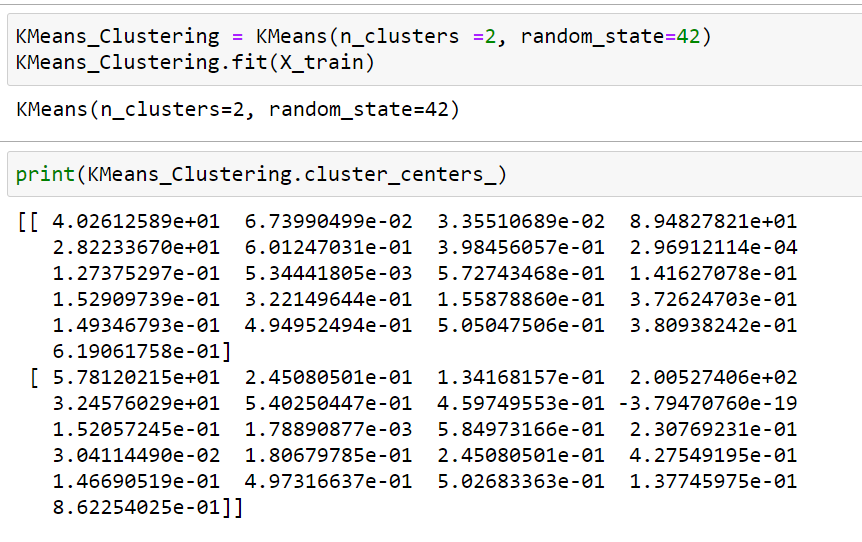 KMeans_Clustering = KMeans(n_clusters =2, random_state=42)
KMeans_Clustering.fit(X_train)
KMeans(n_clusters=2, random_state=42)
print(KMeans_Clustering.cluster_centers_)
[[ 4.02612589e+01 6.73990499e-02 3.35510689e-02 8.94827821e+01
2.82233670e+01 6.01247031e-01 3.98456057e-01 2.96912114e-04
1.27375297e-01 5.34441805e-03 5.72743468e-01 1.41627078e-01
1.52909739e-01 3.22149644e-01 1.55878860e-01 3.72624703e-01
1.49346793e-01 4.94952494e-01 5.05047506e-01 3.80938242e-01
6.19061758e-01]
[ 5.78120215e+01 2.45080501e-01 1.34168157e-01 2.00527406e+02
3.24576029e+01 5.40250447e-01 4.59749553e-01 -3.79470760e-19
1.52057245e-01 1.78890877e-03 5.84973166e-01 2.30769231e-01
3.04114490e-02 1.80679785e-01 2.45080501e-01 4.27549195e-01
1.46690519e-01 4.97316637e-01 5.02683363e-01 1.37745975e-01
8.62254025e-01]]